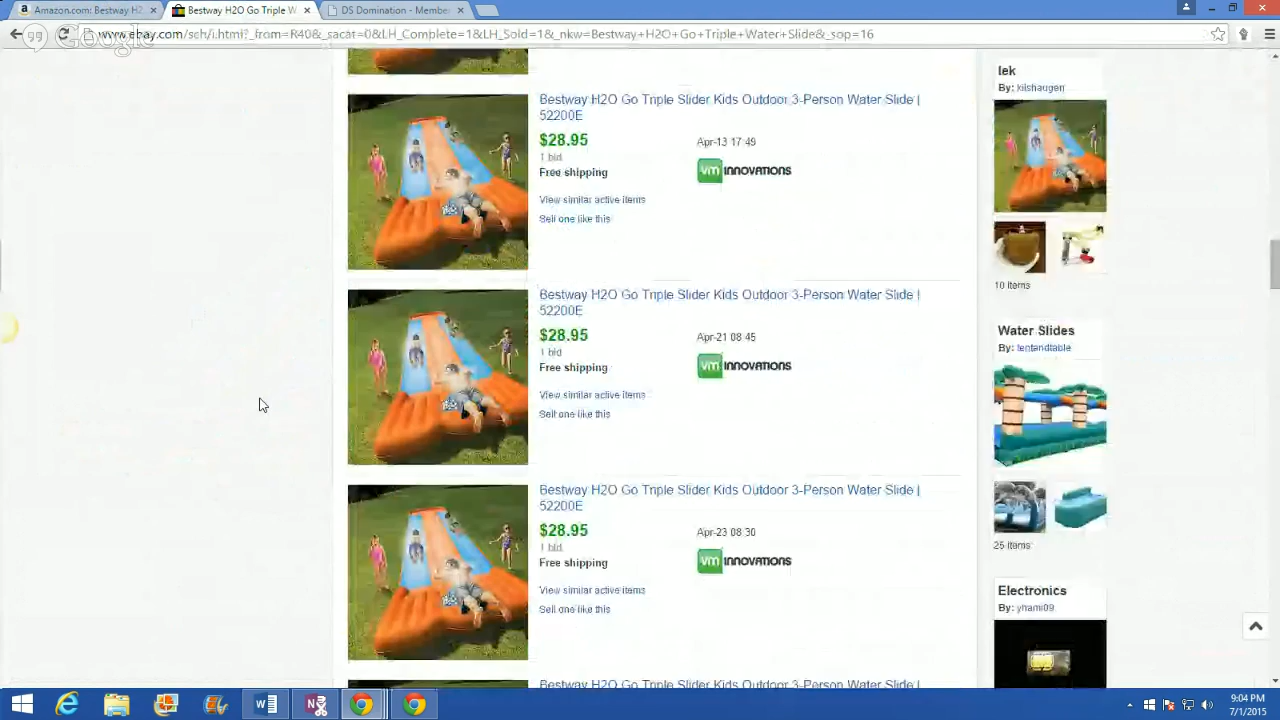 Amazon.com: Bestway H2
Bestway H2O Go Triple W
DS Domination - Member
www.ebay.com/sch/i.html?_from=R40&_sacat=0&LH_Complete=1&LH_Sold=1&_nkw=Bestway+H2O+Go+Triple+Water+Slide&_sop=16
Google
Bestway H2O Go Triple Slider Kids Outdoor 3-Person Water Slide |
52200E
$28.95
Apr-13 17:49
1 bid
Free shipping
vm INNOVATIONS
View similar active items
Sell one like this
Bestway H2O Go Triple Slider Kids Outdoor 3-Person Water Slide |
52200E
$28.95
Apr-21 08:45
1 bid
Free shipping
vm INNOVATIONS
View similar active items
Sell one like this
Bestway H2O Go Triple Slider Kids Outdoor 3-Person Water Slide |
52200E
$28.95
Apr-23 08:30
1 bid
Free shipping
vm INNOVATIONS
View similar active items
Sell one like this
Bestway H2O Go Triple Slider Kids Outdoor 3-Person Water Slide |
lek
By: kilshaugen
10 items
Water Slides
By: tentandtable
25 items
Electronics
By: yhami09
9:04 PM
7/1/2015